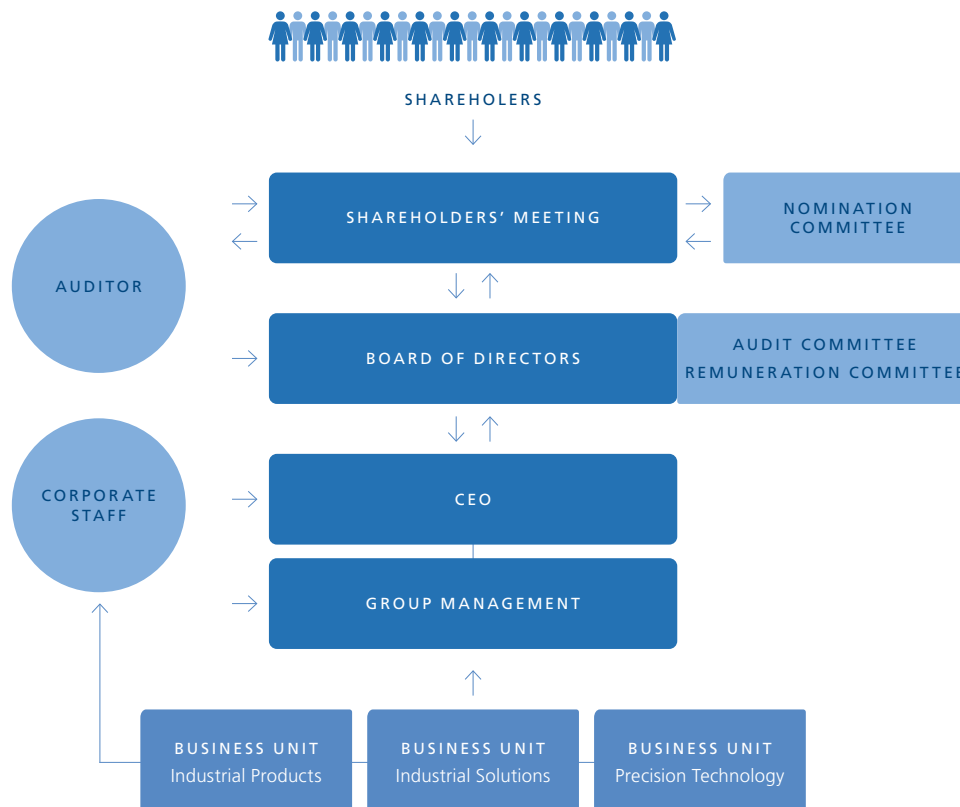 SHAREHOLERS
SHAREHOLDERS’ MEETING
NOMINATION
COMMITTEE
AUDITOR
BOARD OF DIRECTORS
AUDIT COMMITTEE
REMUNERATION COMMITTEE
CORPORATE
STAFF
CEO
GROUP MANAGEMENT
BUSINESS UNIT
Industrial Products
BUSINESS UNIT
Industrial Solutions
BUSINESS UNIT
Precision Technology